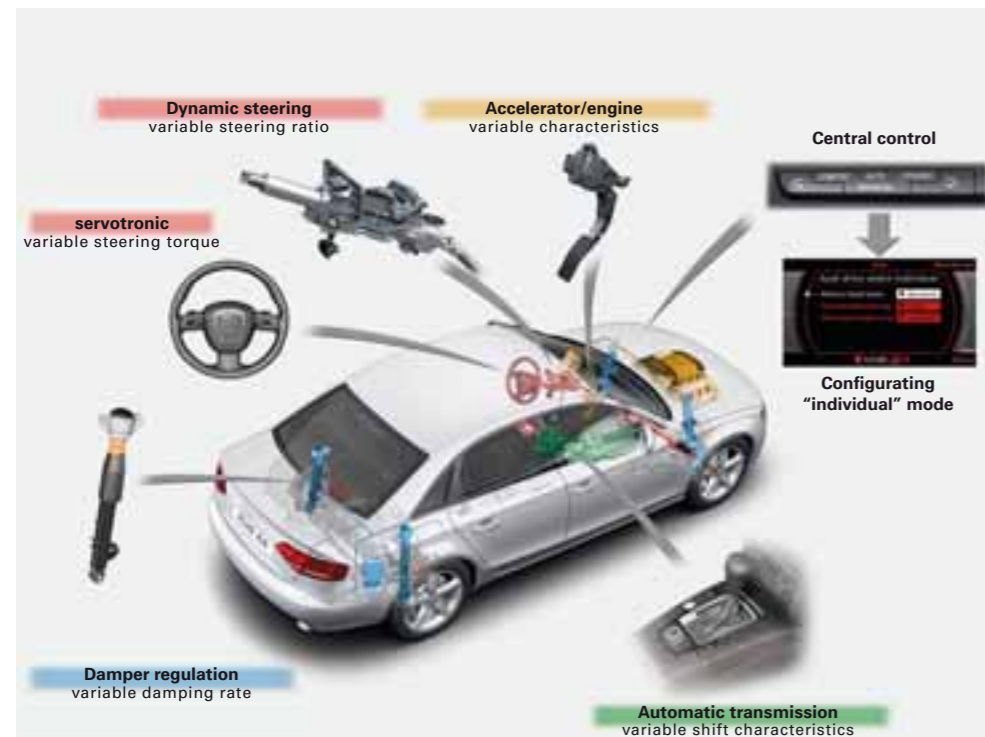 Dynamic steering
variable steering ratio
Accelerator/engine
variable characteristics
Central control
servotronic
variable steering torque
Configurating
“individual” mode
Damper regulation
variable damping rate
Automatic transmission
variable shift characteristics